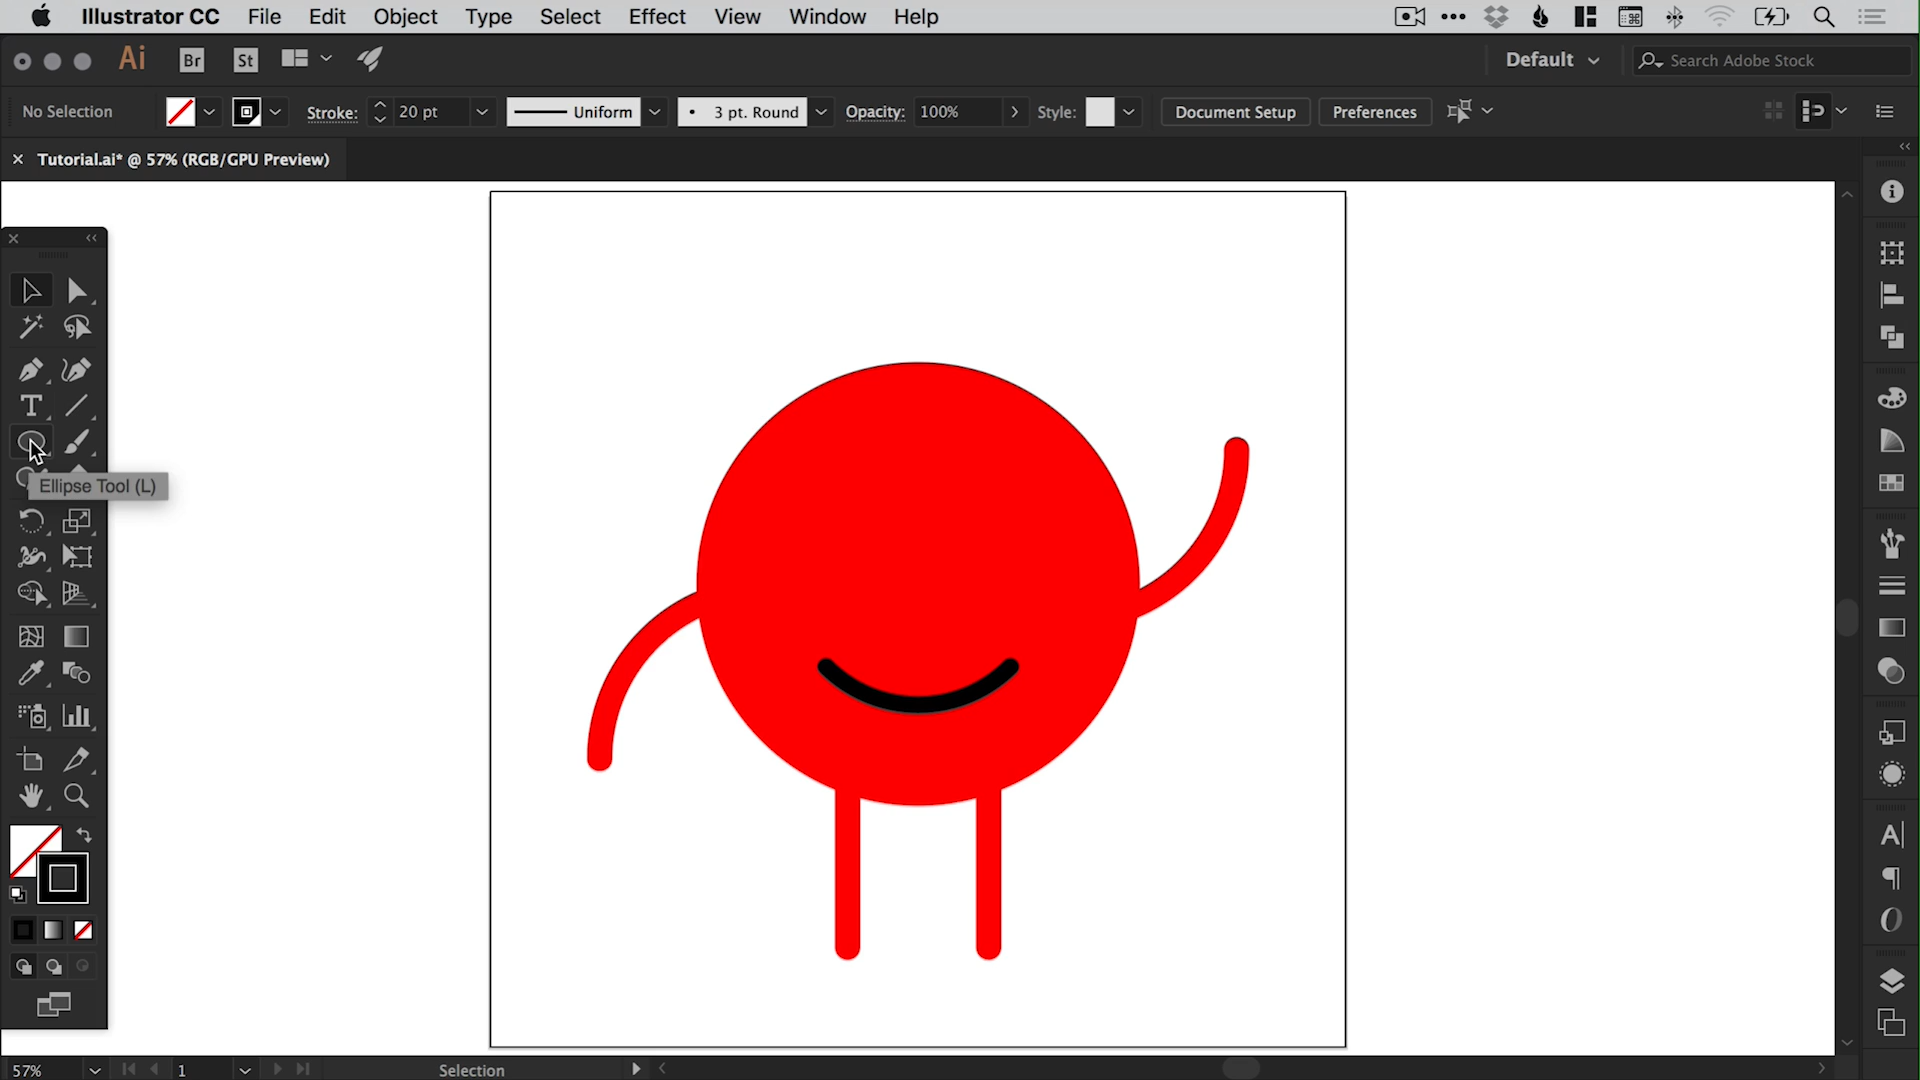 Illustrator CC File Edit Object Type Select Effect View Window Help
Ai Br St Default Search Adobe Stock
No Selection Stroke: 20 pt Uniform 3 pt. Round Opacity: 100% Style: Document Setup Preferences
Tutorial.ai* @ 57% (RGB/GPU Preview)
Ellipse Tool (L)
57% 1 Selection